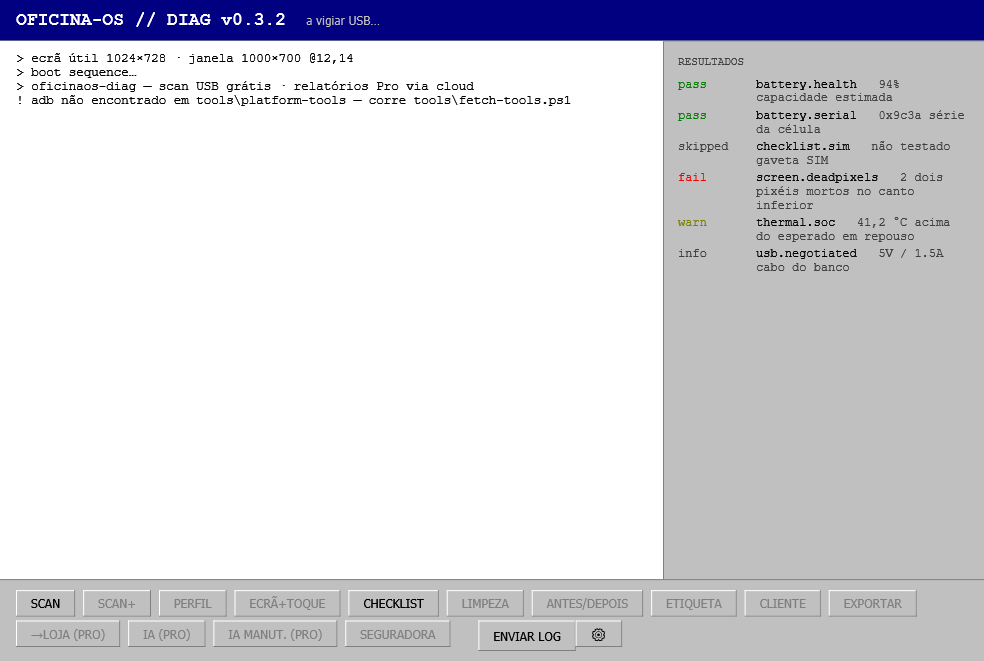 OFICINA-OS // DIAG v0.3.2 a vigiar USB...
> ecrã útil 1024×728 · janela 1000×700 @12,14
> boot sequence…
> oficinaos-diag — scan USB grátis · relatórios Pro via cloud
! adb não encontrado em tools\platform-tools — corre tools\fetch-tools.ps1
RESULTADOS
pass battery.health 94%
capacidade estimada
pass battery.serial 0x9c3a série
da célula
skipped checklist.sim não testado
gaveta SIM
fail screen.deadpixels 2 dois
pixéis mortos no canto
inferior
warn thermal.soc 41,2 °C acima
do esperado em repouso
info usb.negotiated 5V / 1.5A
cabo do banco
SCAN SCAN+ PERFIL ECRÃ+TOQUE CHECKLIST LIMPEZA ANTES/DEPOIS ETIQUETA CLIENTE EXPORTAR
→LOJA (PRO) IA (PRO) IA MANUT. (PRO) SEGURADORA ENVIAR LOG